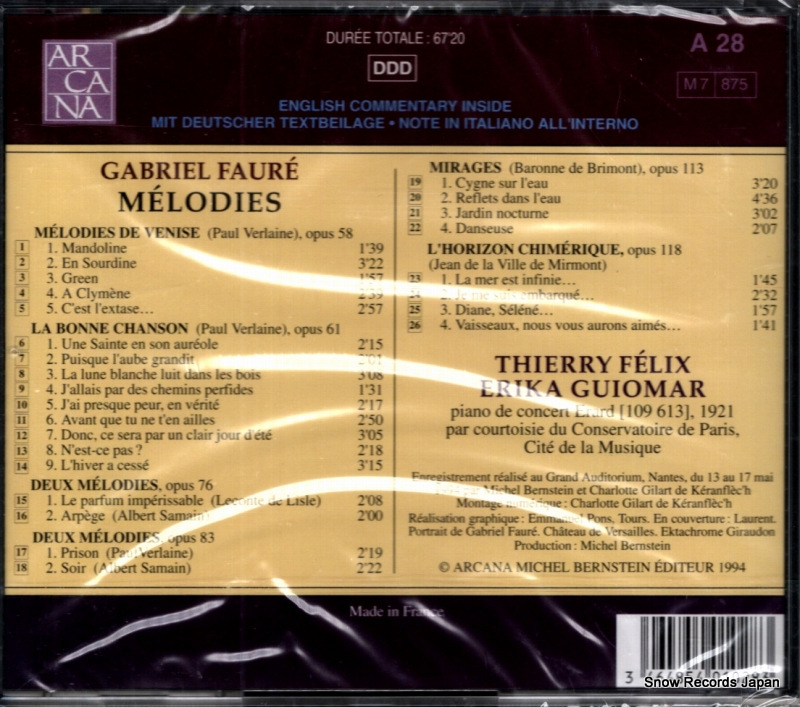 AR
CA
NA
DURÉE TOTALE : 67'20
DDD
A 28
M 7 875
ENGLISH COMMENTARY INSIDE
MIT DEUTSCHER TEXTBEILAGE • NOTE IN ITALIANO ALL'INTERNO
GABRIEL FAURÉ
MÉLODIES
MÉLODIES DE VENISE (Paul Verlaine), opus 58
1 1. Mandoline 1'39
2 2. En Sourdine 3'22
3 3. Green 1'57
4 4. A Clymène 2'39
5 5. C'est l'extase... 2'57
LA BONNE CHANSON (Paul Verlaine), opus 61
6 1. Une Sainte en son auréole 2'15
7 2. Puisque l'aube grandit 2'01
8 3. La lune blanche luit dans les bois 3'08
9 4. J'allais par des chemins perfides 1'31
10 5. J'ai presque peur, en vérité 2'17
11 6. Avant que tu ne t'en ailles 2'50
12 7. Donc, ce sera par un clair jour d'été 3'05
13 8. N'est-ce pas ? 2'18
14 9. L'hiver a cessé 3'15
DEUX MÉLODIES, opus 76
15 1. Le parfum impérissable (Leconte de Lisle) 2'08
16 2. Arpège (Albert Samain) 2'00
DEUX MÉLODIES, opus 83
17 1. Prison (Paul Verlaine) 2'19
18 2. Soir (Albert Samain) 2'22
MIRAGES (Baronne de Brimont), opus 113
19 1. Cygne sur l'eau 3'20
20 2. Reflets dans l'eau 4'36
21 3. Jardin nocturne 3'02
22 4. Danseuse 2'07
L'HORIZON CHIMÉRIQUE, opus 118
(Jean de la Ville de Mirmont)
23 1. La mer est infinie... 1'45
24 2. Je me suis embarqué... 2'32
25 3. Diane, Séléné... 1'57
26 4. Vaisseaux, nous vous aurons aimés... 1'41
THIERRY FÉLIX
ERIKA GUIOMAR
piano de concert Erard [109 613], 1921
par courtoisie du Conservatoire de Paris,
Cité de la Musique
Enregistrement réalisé au Grand Auditorium, Nantes, du 13 au 17 mai
par Michel Bernstein et Charlotte Gilart de Kéranflèc'h
Montage numérique : Charlotte Gilart de Kéranflèc'h
Réalisation graphique : Emmanuel Pons. Tours. En couverture : Laurent.
Portrait de Gabriel Fauré. Château de Versailles. Ektachrome Giraudon
Production : Michel Bernstein
© ARCANA MICHEL BERNSTEIN ÉDITEUR 1994
Made in France
Snow Records Japan